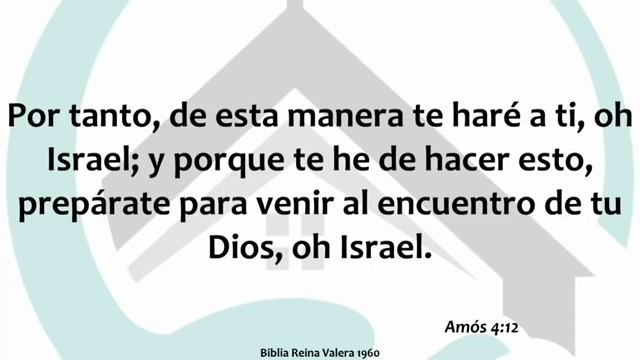 Por tanto, de esta manera te haré a ti, oh
Israel; y porque te he de hacer esto,
prepárate para venir al encuentro de tu
Dios, oh Israel.
Amós 4:12
Biblia Reina Valera 1960